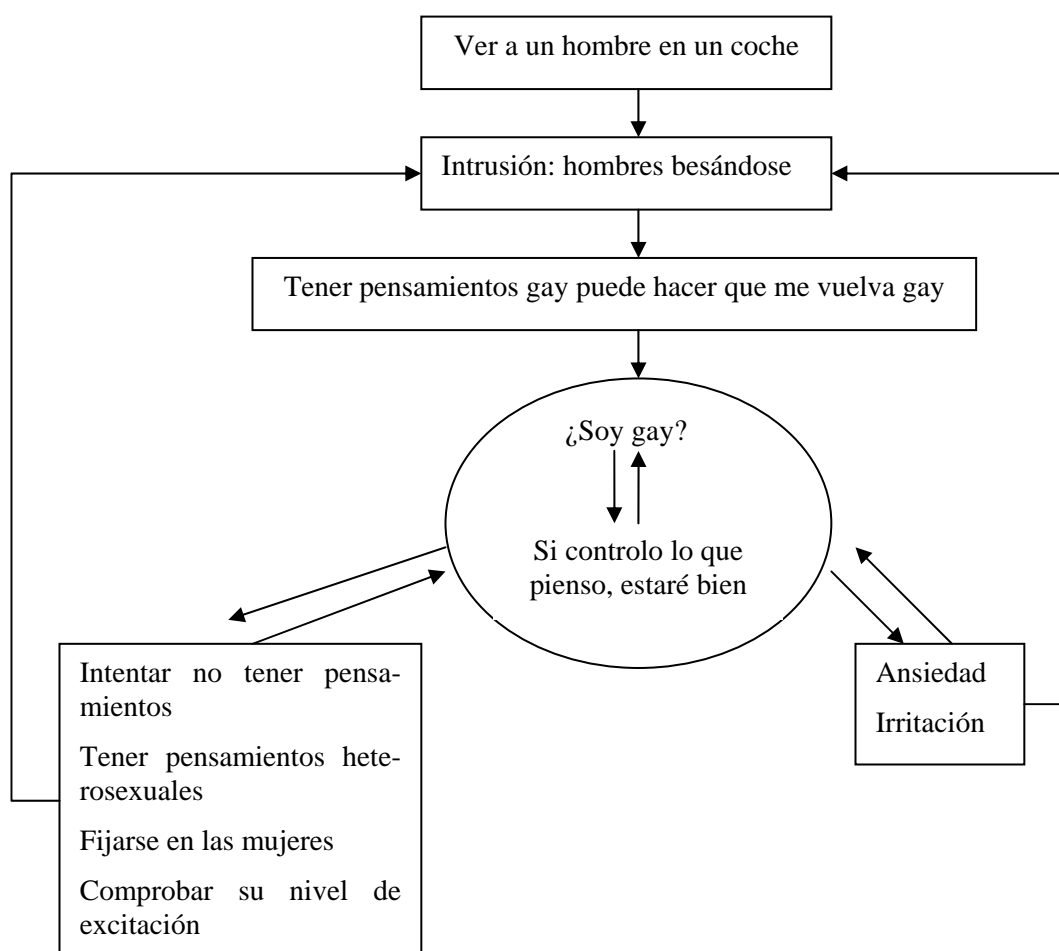 Ver a un hombre en un coche
Intrusión: hombres besándose
Tener pensamientos gay puede hacer que me vuelva gay
¿Soy gay?
Si controlo lo que
pienso, estaré bien
Intentar no tener pensa-
mientos
Tener pensamientos hete-
rosexuales
Fijarse en las mujeres
Comprobar su nivel de
excitación
Ansiedad
Irritación